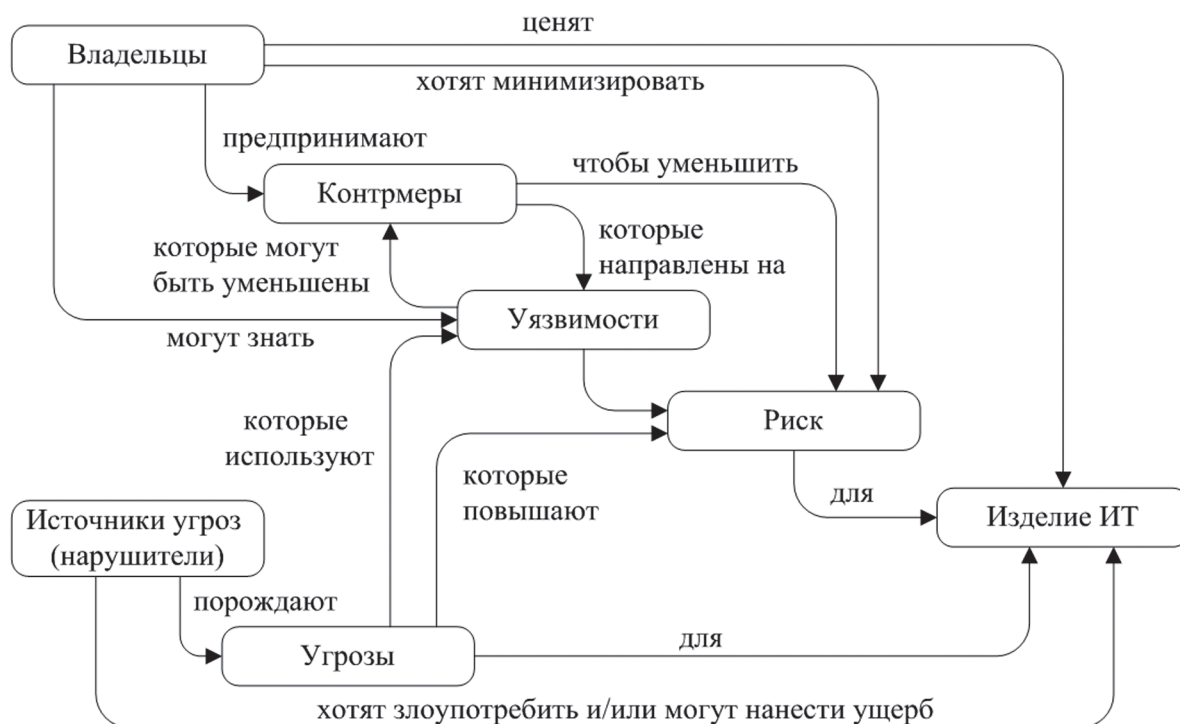 ценят
Владельцы
хотят минимизировать
предпринимают
чтобы уменьшить
Контрмеры
которые могут
быть уменьшены
которые
направлены на
Уязвимости
могут знать
Риск
которые
используют
которые
повышают
для
Изделие ИТ
Источники угроз
(нарушители)
порождают
для
Угрозы
хотят злоупотребить и/или могут нанести ущерб